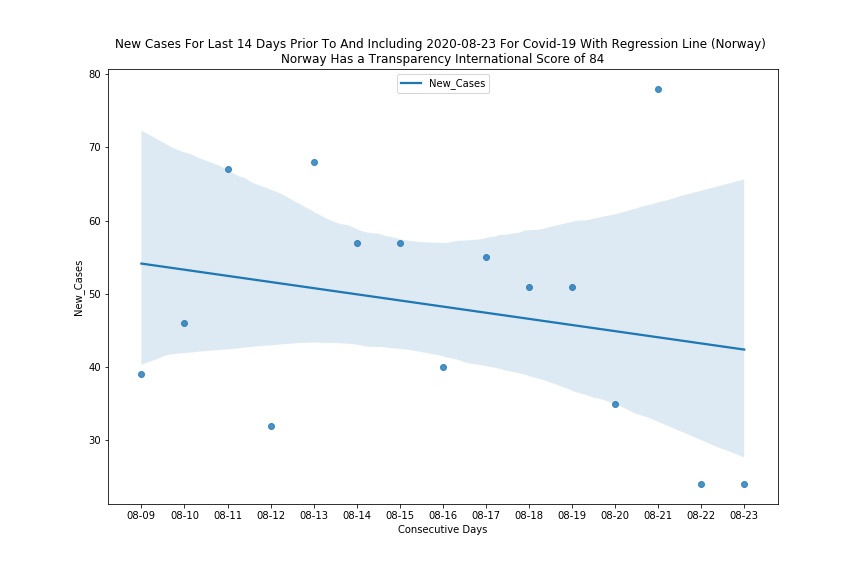 New Cases For Last 14 Days Prior To And Including 2020-08-23 For Covid-19 With Regression Line (Norway)
Norway Has a Transparency International Score of 84
New_Cases
80
70
60
50
40
30
New_Cases
08-09 08-10 08-11 08-12 08-13 08-14 08-15 08-16 08-17 08-18 08-19 08-20 08-21 08-22 08-23
Consecutive Days